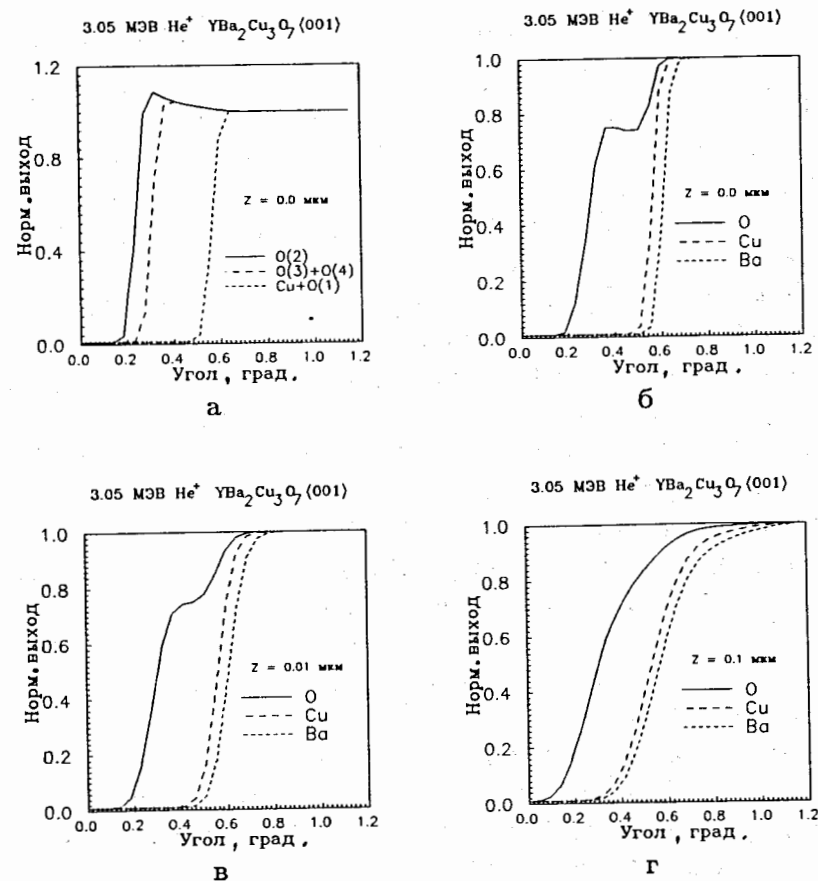 3.05 МЭВ He⁺ YBa₂Cu₃O₇⟨001⟩
1.2
1.0
0.8
0.4
0.0
Норм.выход
z = 0.0 мкм
O(2)
O(3)+O(4)
Cu+O(1)
0.0 0.2 0.4 0.6 0.8 1.0 1.2
Угол, град.
а
3.05 МЭВ He⁺ YBa₂Cu₃O₇⟨001⟩
1.0
0.8
0.6
0.4
0.2
0.0
Норм.выход
z = 0.0 мкм
O
Cu
Ba
0.0 0.2 0.4 0.6 0.8 1.0 1.2
Угол, град.
б
3.05 МЭВ He⁺ YBa₂Cu₃O₇⟨001⟩
1.0
0.8
0.6
0.4
0.2
0.0
Норм.выход
z = 0.01 мкм
O
Cu
Ba
0.0 0.2 0.4 0.6 0.8 1.0 1.2
Угол, град.
в
3.05 МЭВ He⁺ YBa₂Cu₃O₇⟨001⟩
1.0
0.8
0.6
0.4
0.2
0.0
Норм.выход
z = 0.1 мкм
O
Cu
Ba
0.0 0.2 0.4 0.6 0.8 1.0 1.2
Угол, град.
г